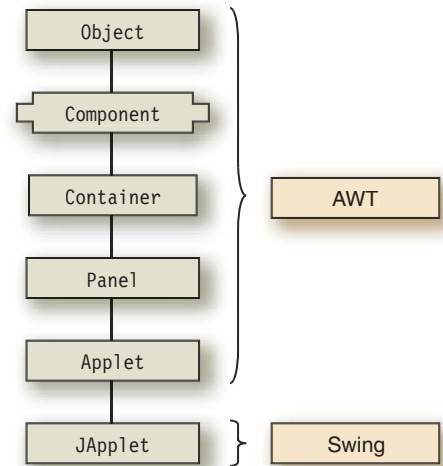 Object
Component
Container
AWT
Panel
Applet
JApplet
Swing